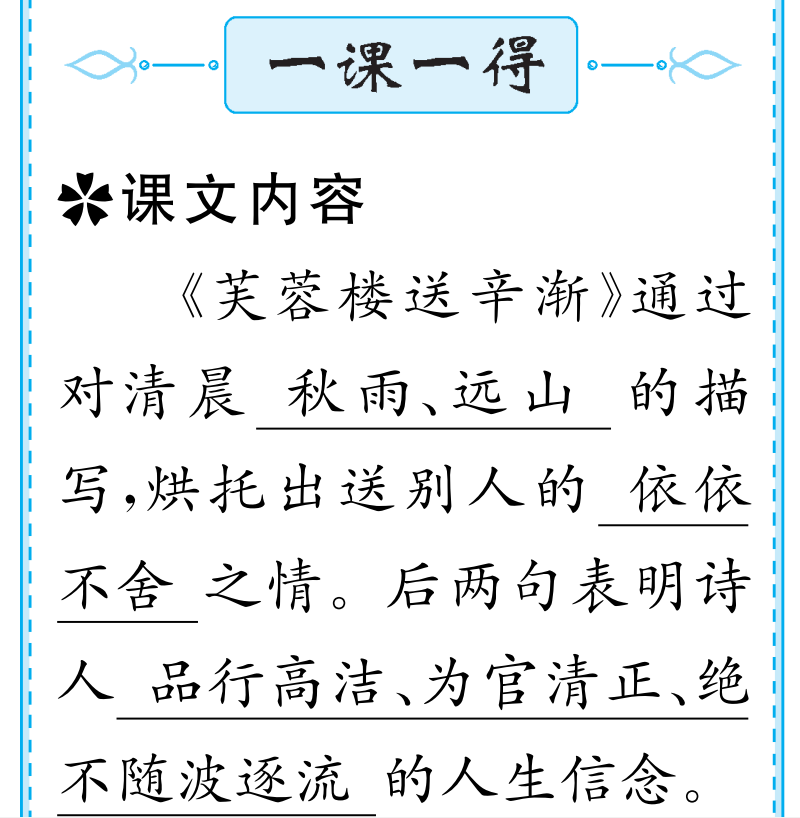 一课一得
课文内容
《芙蓉楼送辛渐》通过
对清晨 秋雨、远山 的描
写,烘托出送别人的 依依
不舍 之情。后两句表明诗
人 品行高洁、为官清正、绝
不随波逐流 的人生信念。